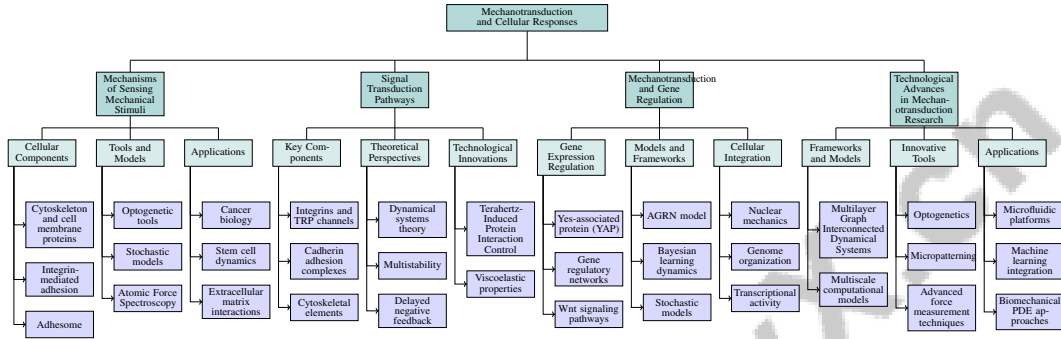 Mechanotransduction
and Cellular Responses
Mechanisms
of Sensing
Mechanical
Stimuli
Signal
Transduction
Pathways
Mechanotransduction
and Gene
Regulation
Technological
Advances
in Mechan-
otransduction
Research
Cellular
Components
Tools and
Models
Applications
Key Com-
ponents
Theoretical
Perspectives
Technological
Innovations
Gene
Expression
Regulation
Models and
Frameworks
Cellular
Integration
Frameworks
and Models
Innovative
Tools
Applications
Cytoskeleton
and cell
membrane
proteins
Integrin-
mediated
adhesion
Adhesome
Optogenetic
tools
Stochastic
models
Atomic Force
Spectroscopy
Cancer
biology
Stem cell
dynamics
Extracellular
matrix
interactions
Integrins and
TRP channels
Cadherin
adhesion
complexes
Cytoskeletal
elements
Dynamical
systems
theory
Multistability
Delayed
negative
feedback
Terahertz-
Induced
Protein
Interaction
Control
Viscoelastic
properties
Yes-associated
protein (YAP)
Gene
regulatory
networks
Wnt signaling
pathways
AGRN model
Bayesian
learning
dynamics
Stochastic
models
Nuclear
mechanics
Genome
organization
Transcriptional
activity
Multilayer Graph
Interconnected
Dynamical
Systems
Multiscale
computational
models
Optogenetics
Micropatterning
Advanced
force
measurement
techniques
Microfluidic
platforms
Machine
learning
integration
Biomechanical
PDE ap-
proaches